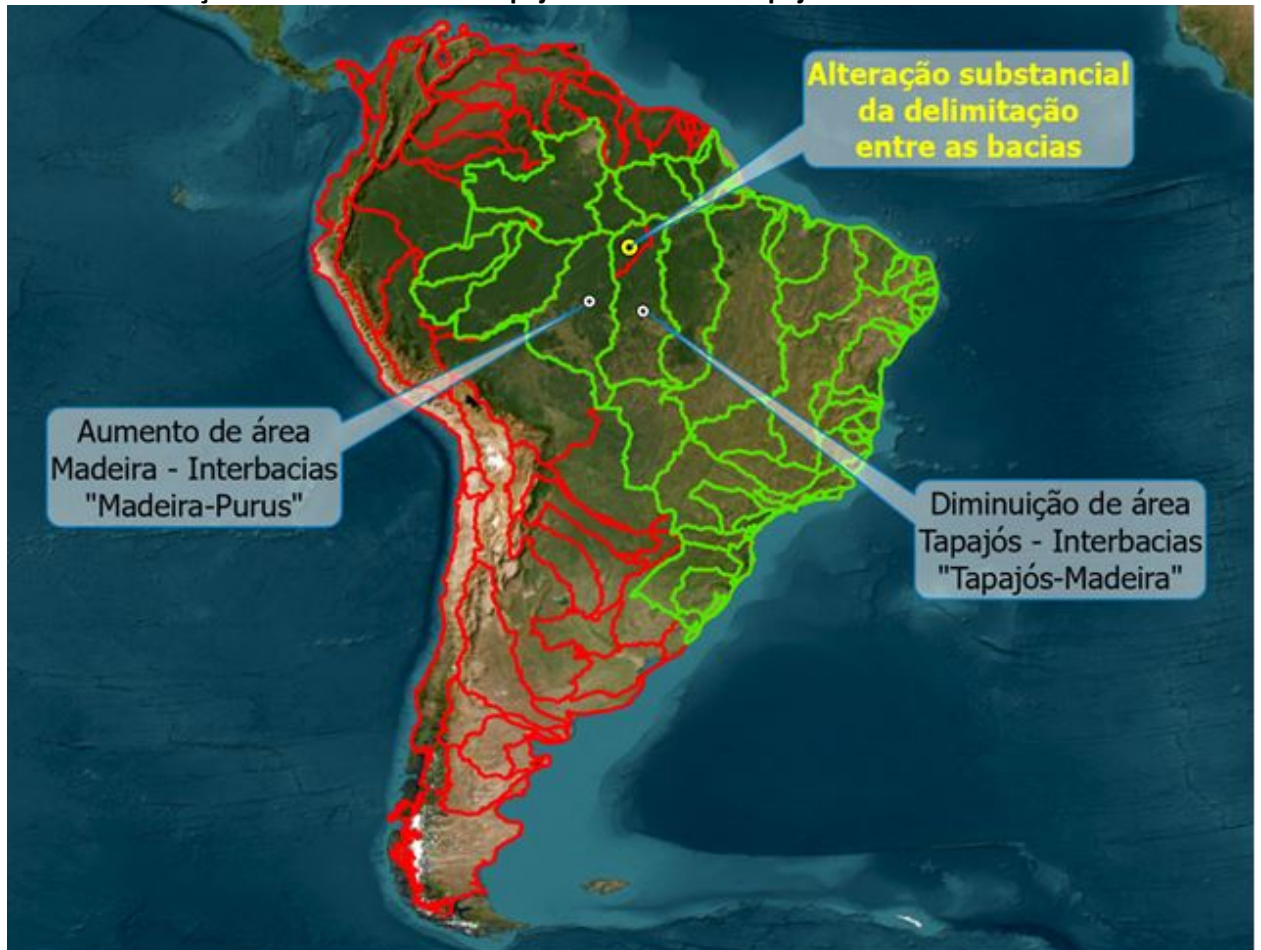 Alteração substancial
da delimitação
entre as bacias
Aumento de área
Madeira - Interbacias
"Madeira-Purus"
Diminuição de área
Tapajós - Interbacias
"Tapajós-Madeira"